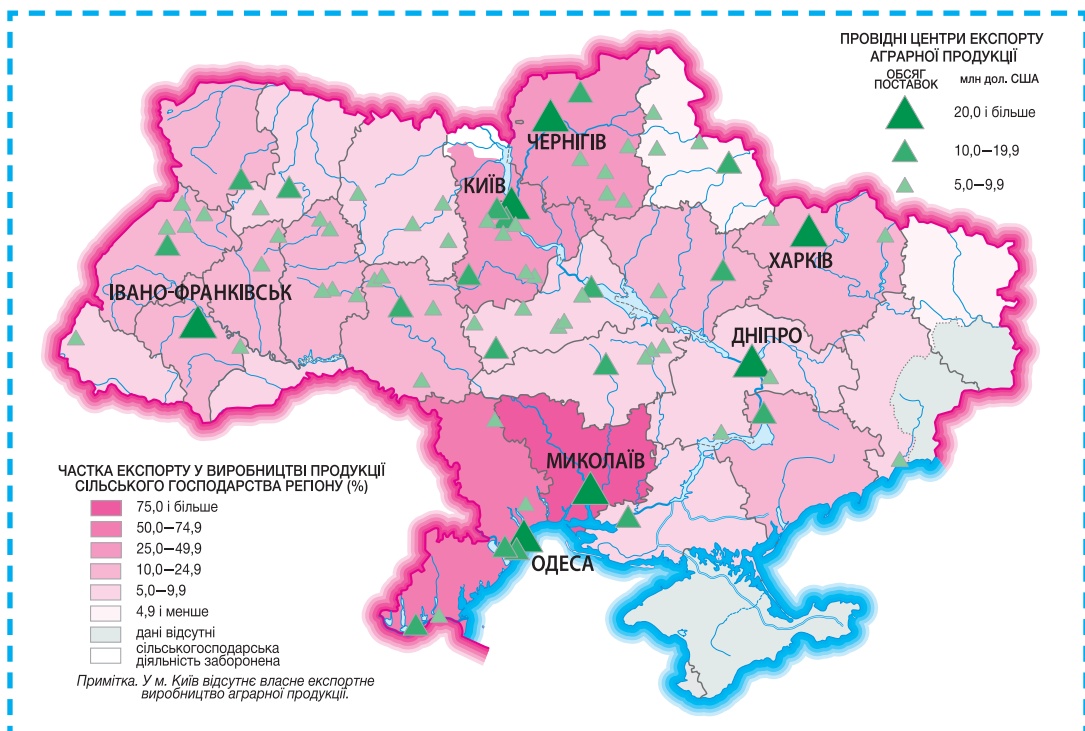 ПРОВІДНІ ЦЕНТРИ ЕКСПОРТУ
АГРАРНОЇ ПРОДУКЦІЇ
ОБСЯГ
ПОСТАВОК
млн дол. США
20,0 і більше
10,0–19,9
5,0–9,9
ЧЕРНІГІВ
КИЇВ
ХАРКІВ
ІВАНО-ФРАНКІВСЬК
ДНІПРО
МИКОЛАЇВ
ОДЕСА
ЧАСТКА ЕКСПОРТУ У ВИРОБНИЦТВІ ПРОДУКЦІЇ
СІЛЬСЬКОГО ГОСПОДАРСТВА РЕГІОНУ (%)
75,0 і більше
50,0–74,9
25,0–49,9
10,0–24,9
5,0–9,9
4,9 і менше
дані відсутні
сільськогосподарська
діяльність заборонена
Примітка. У м. Київ відсутнє власне експортне
виробництво аграрної продукції.